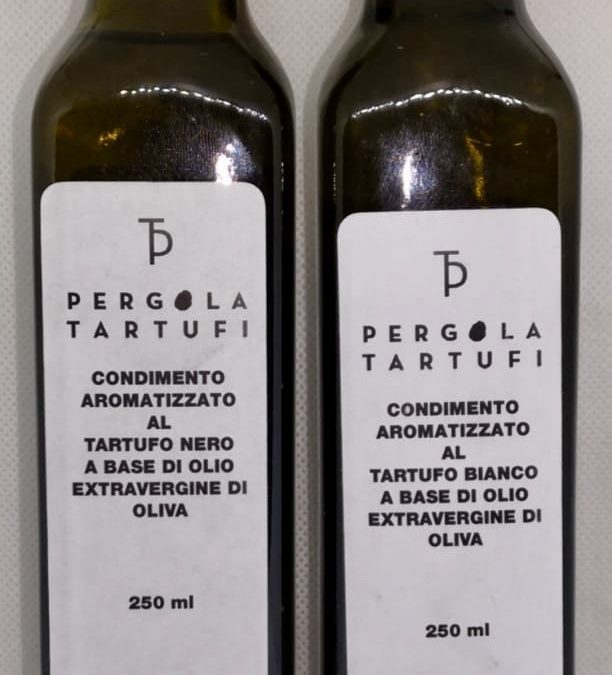 TP
PERGOLA
TARTUFI
CONDIMENTO
AROMATIZZATO
AL
TARTUFO NERO
A BASE DI OLIO
EXTRAVERGINE DI
OLIVA
250 ml
TP
PERGOLA
TARTUFI
CONDIMENTO
AROMATIZZATO
AL
TARTUFO BIANCO
A BASE DI OLIO
EXTRAVERGINE DI
OLIVA
250 ml